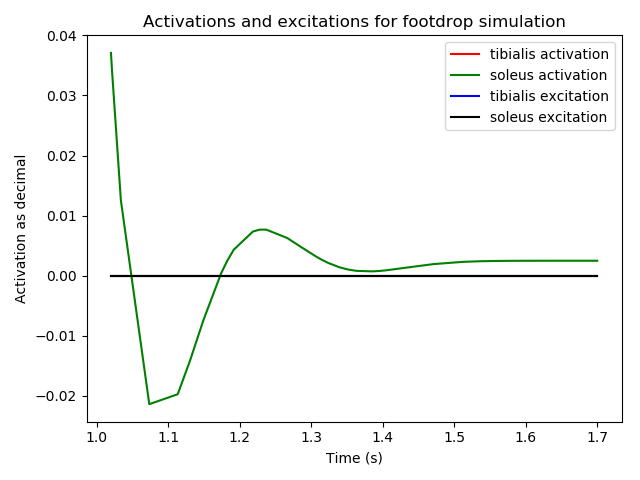 Activations and excitations for footdrop simulation
tibialis activation
soleus activation
tibialis excitation
soleus excitation
Activation as decimal
0.04
0.03
0.02
0.01
0.00
−0.01
−0.02
1.0 1.1 1.2 1.3 1.4 1.5 1.6 1.7
Time (s)